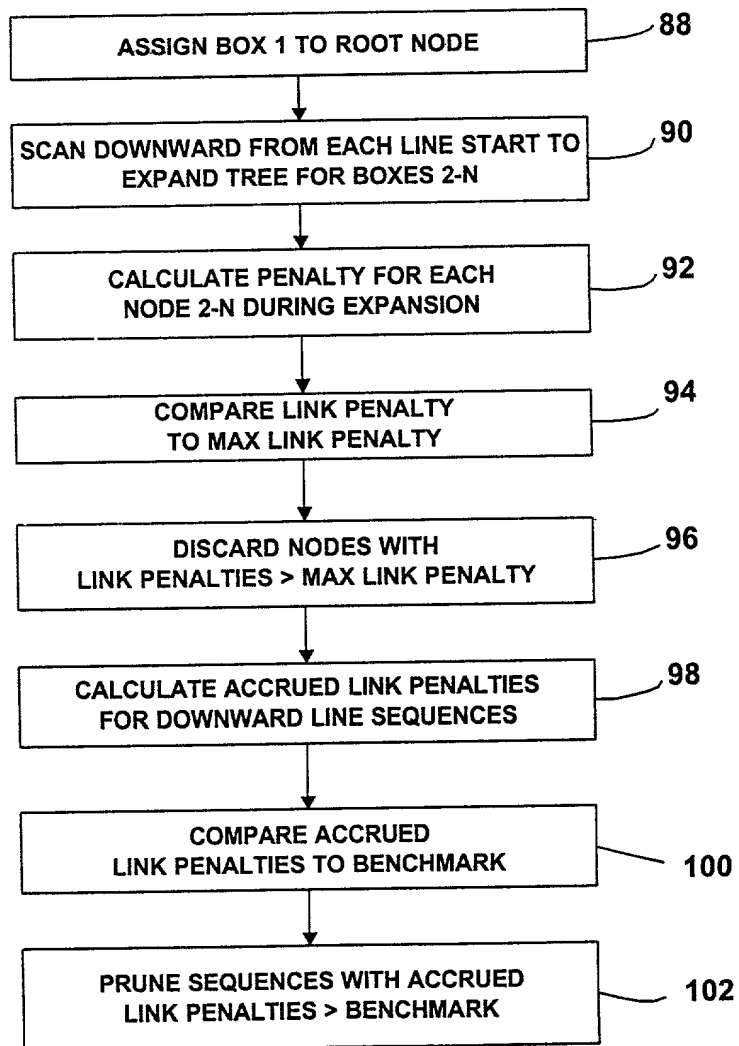 88
ASSIGN BOX 1 TO ROOT NODE
90
SCAN DOWNWARD FROM EACH LINE START TO
EXPAND TREE FOR BOXES 2-N
92
CALCULATE PENALTY FOR EACH
NODE 2-N DURING EXPANSION
94
COMPARE LINK PENALTY
TO MAX LINK PENALTY
96
DISCARD NODES WITH
LINK PENALTIES > MAX LINK PENALTY
98
CALCULATE ACCRUED LINK PENALTIES
FOR DOWNWARD LINE SEQUENCES
COMPARE ACCRUED
LINK PENALTIES TO BENCHMARK
100
PRUNE SEQUENCES WITH ACCRUED
LINK PENALTIES > BENCHMARK
102